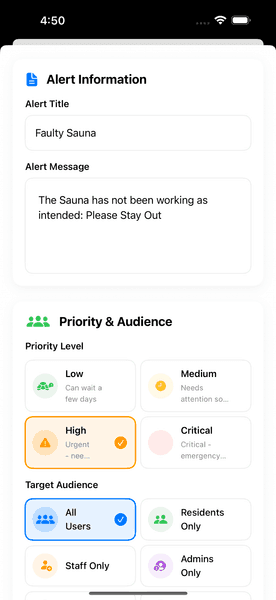 4:50
Alert Information
Alert Title
Faulty Sauna
Alert Message
The Sauna has not been working as
intended: Please Stay Out
Priority & Audience
Priority Level
Low
Can wait a
few days
Medium
Needs
attention so...
High
Urgent
- nee...
Critical
Critical -
emergency...
Target Audience
All
Users
Residents
Only
Staff Only
Admins
Only